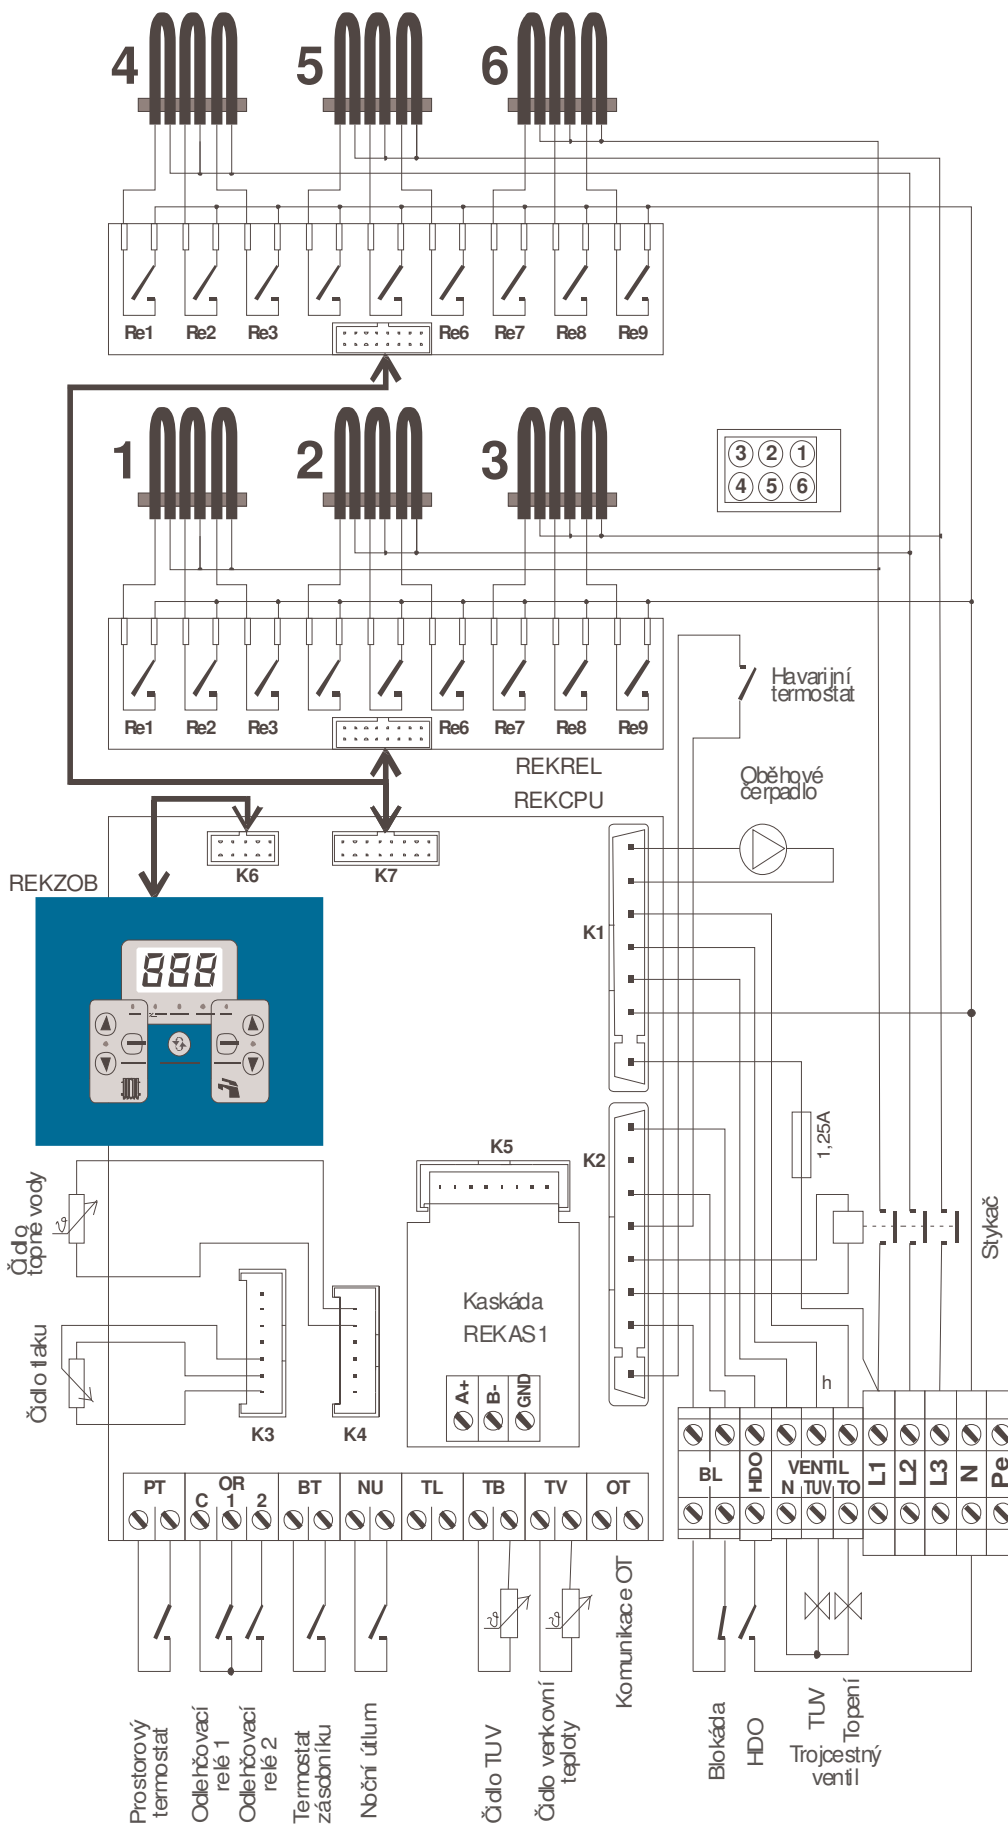 4 5 6
Re1 Re2 Re3 Re6 Re7 Re8 Re9
1 2 3
3 2 1
4 5 6
Re1 Re2 Re3 Re6 Re7 Re8 Re9
Havarijní
termostat
REKREL
REKCPU
Oběhové
čerpadlo
K6 K7
REKZOB
K1
888
1,25A
K5
K2
Čidlo
topné vody
Stykač
Kaskáda
REKAS1
Čidlo tlaku
A+ B- GND
K3 K4
h
PT OR BT NU TL TB TV OT
C 1 2
BL HDO VENTIL L1 L2 L3 N Pe
N TUV TO
Prostorový
termostat
Odlehčovací
relé 1
Odlehčovací
relé 2
Termostat
zásobníku
Noční útlum
Čidlo TUV
Čidlo venkovní
teploty
Komunikace OT
Blokáda
HDO
TUV
Topení
Trojcestný
ventil